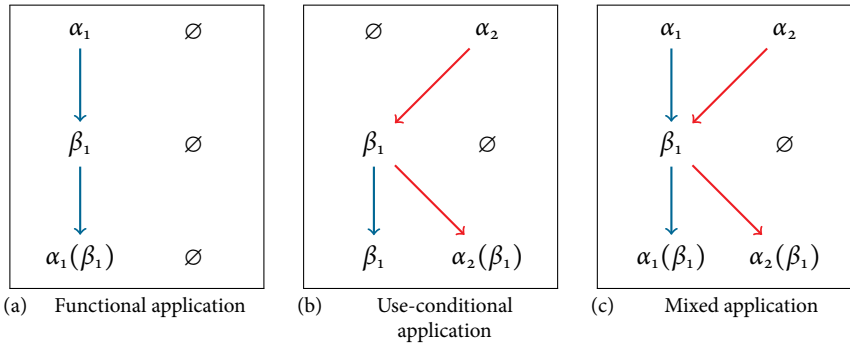 α₁ ∅ ∅ α₂ α₁ α₂
β₁ ∅ β₁ ∅ β₁ ∅
α₁(β₁) ∅ β₁ α₂(β₁) α₁(β₁) α₂(β₁)
(a) Functional application (b) Use-conditional (c) Mixed application
application